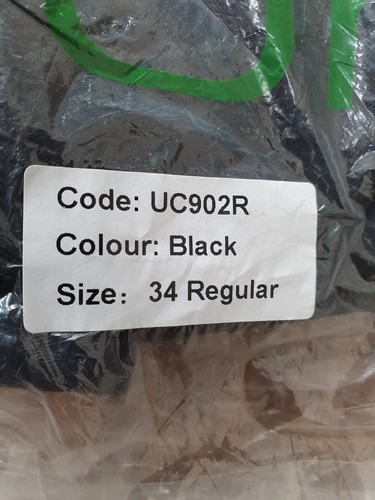 Code: UC902R
Colour: Black
Size: 34 Regular